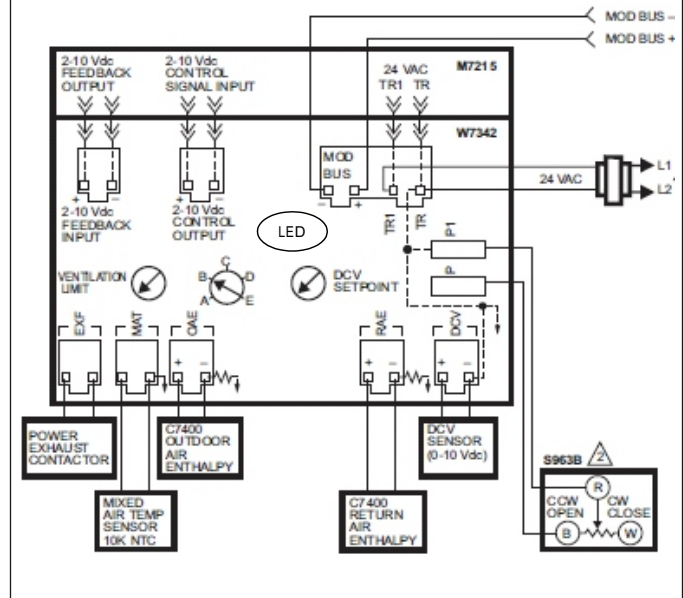 MOD BUS –
MOD BUS +
2-10 Vdc
FEEDBACK
OUTPUT
2-10 Vdc
CONTROL
SIGNAL INPUT
24 VAC
TR1 TR
M7215
W7342
MOD
BUS
– +
L1
24 VAC
L2
+ –
+ –
2-10 Vdc
FEEDBACK
INPUT
2-10 Vdc
CONTROL
OUTPUT
LED
TR1
TR
P1
P
VENTILATION
LIMIT
A
B
C
D
E
DCV
SETPOINT
EXF
MAT
OAE
RAE
DCV
+ –
+ –
+ –
POWER
EXHAUST
CONTACTOR
C7400
OUTDOOR
AIR
ENTHALPY
DCV
SENSOR
(0-10 Vdc)
MIXED
AIR TEMP
SENSOR
10K NTC
C7400
RETURN
AIR
ENTHALPY
S963B 2
R
CCW
OPEN
CW
CLOSE
B
W